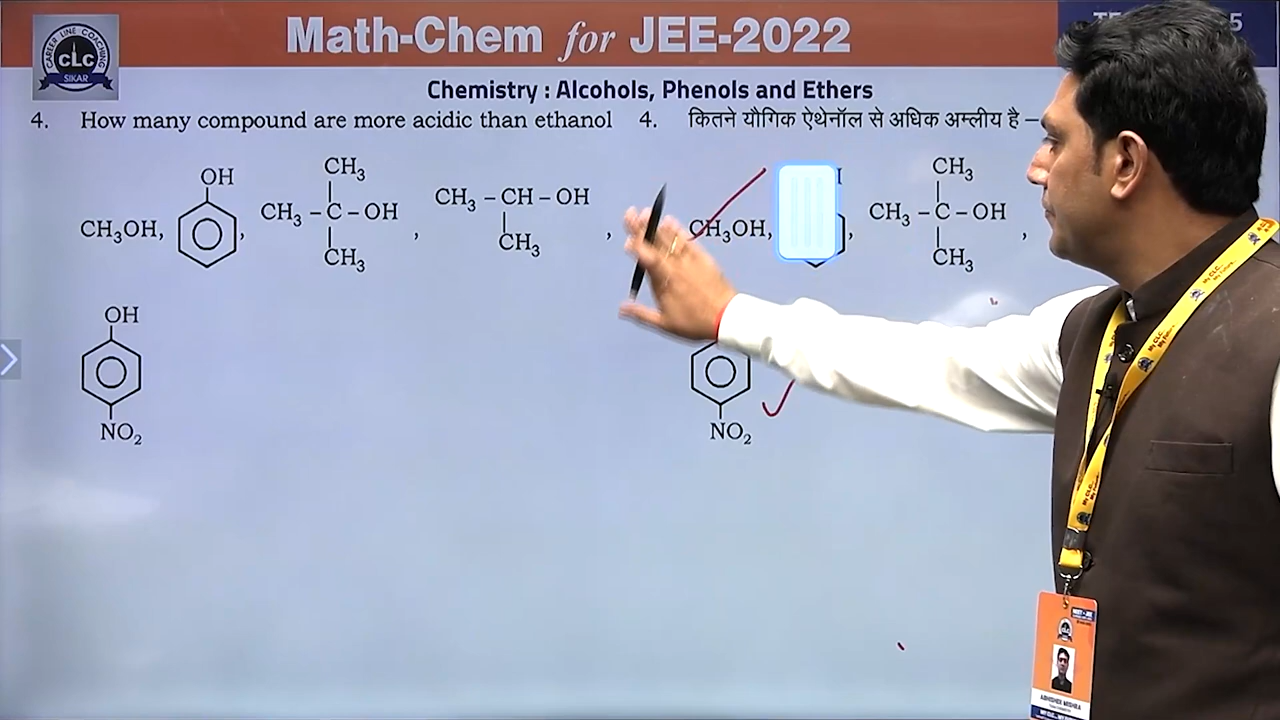 Math-Chem for JEE-2022
CAREER LINE COACHING
CLC
SIKAR
Chemistry : Alcohols, Phenols and Ethers
4. How many compound are more acidic than ethanol
CH₃OH, OH, CH₃ – C – OH, CH₃ – CH – OH,
CH₃
CH₃
CH₃
OH
NO₂
4. कितने यौगिक ऐथेनॉल से अधिक अम्लीय है –
CH₃OH, CH₃ – C – OH,
CH₃
CH₃
NO₂
ABHISHEK MISHRA